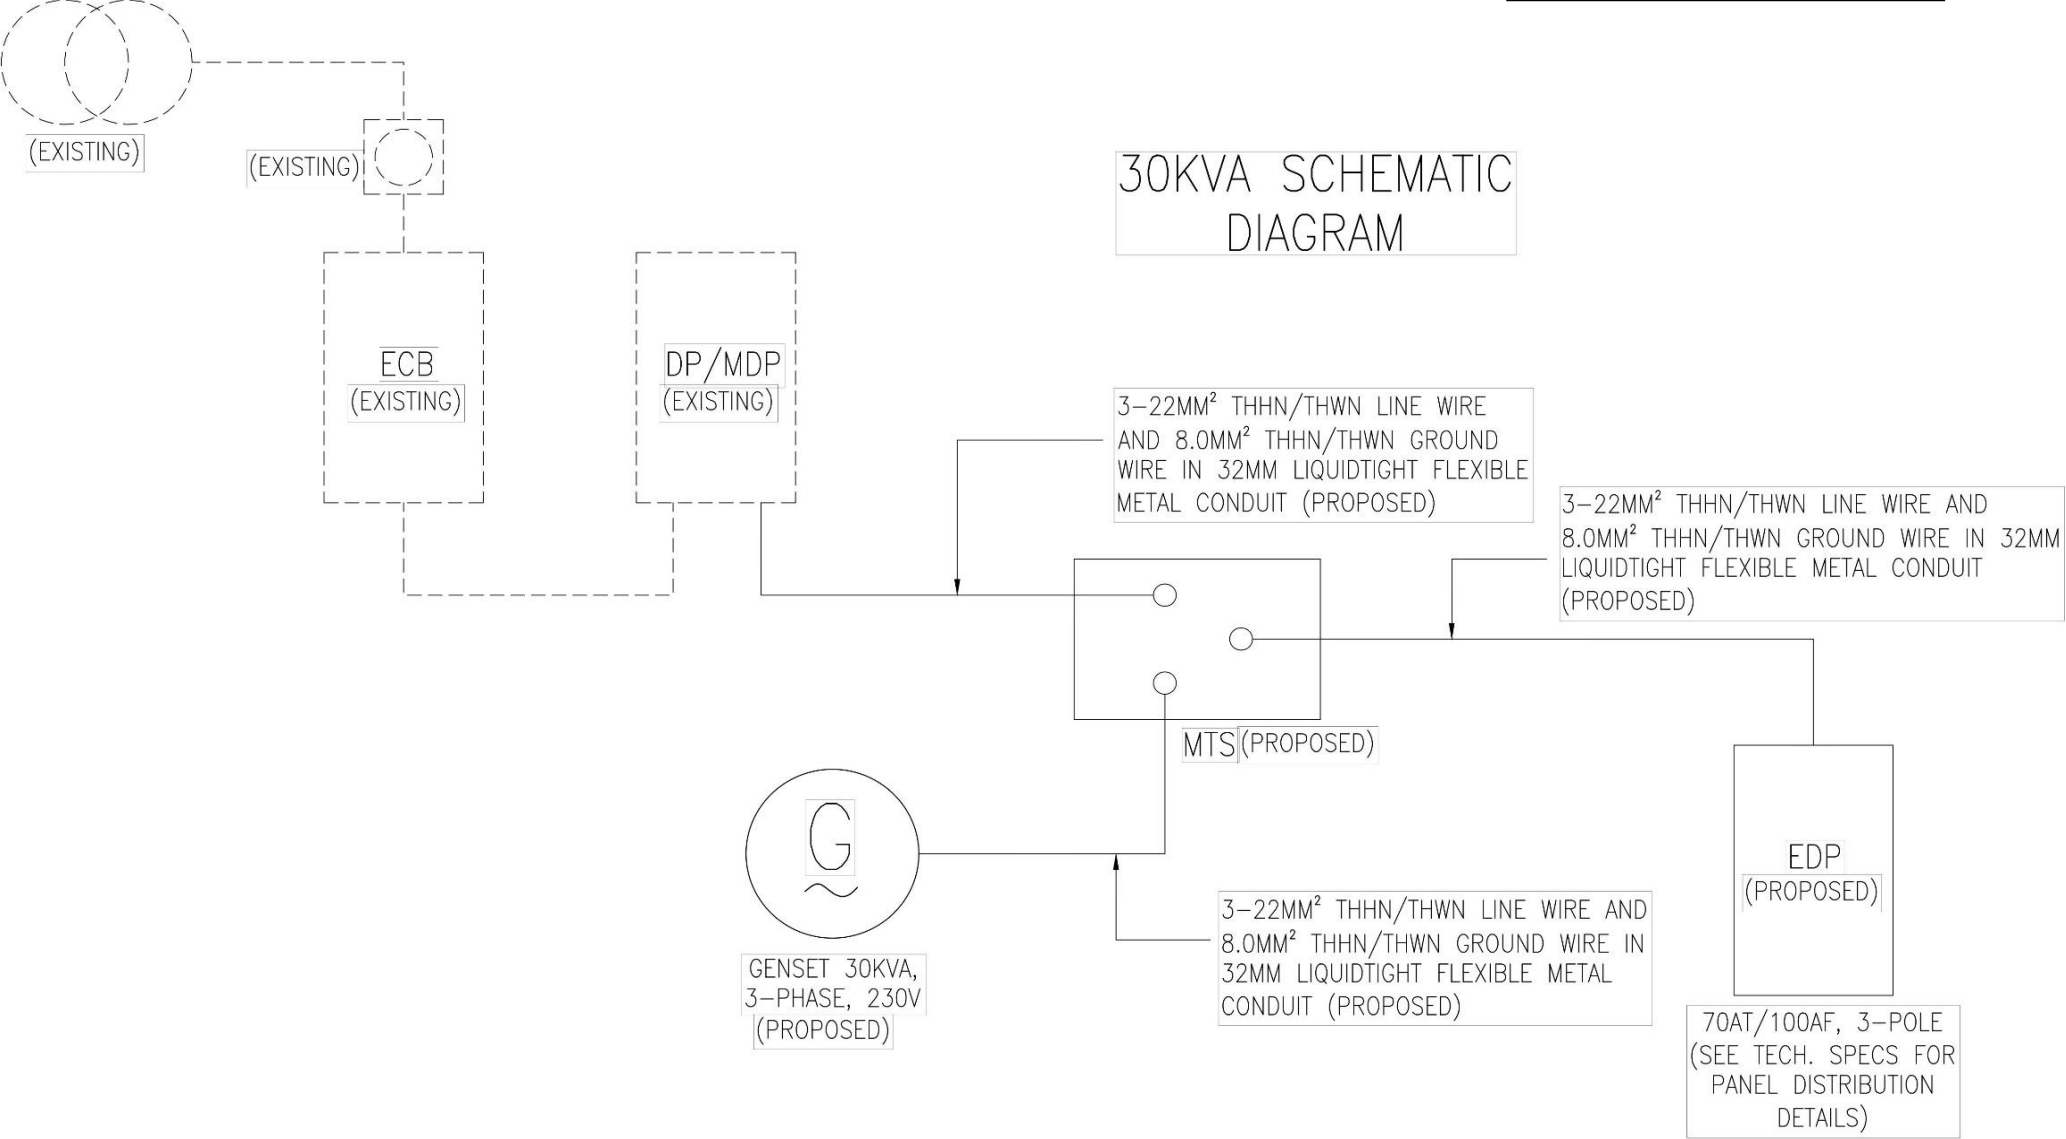 (EXISTING)
(EXISTING)
30KVA SCHEMATIC
DIAGRAM
ECB
(EXISTING)
DP/MDP
(EXISTING)
3-22MM² THHN/THWN LINE WIRE
AND 8.0MM² THHN/THWN GROUND
WIRE IN 32MM LIQUIDTIGHT FLEXIBLE
METAL CONDUIT (PROPOSED)
3-22MM² THHN/THWN LINE WIRE AND
8.0MM² THHN/THWN GROUND WIRE IN 32MM
LIQUIDTIGHT FLEXIBLE METAL CONDUIT
(PROPOSED)
MTS (PROPOSED)
G
GENSET 30KVA,
3-PHASE, 230V
(PROPOSED)
3-22MM² THHN/THWN LINE WIRE AND
8.0MM² THHN/THWN GROUND WIRE IN
32MM LIQUIDTIGHT FLEXIBLE METAL
CONDUIT (PROPOSED)
EDP
(PROPOSED)
70AT/100AF, 3-POLE
(SEE TECH. SPECS FOR
PANEL DISTRIBUTION
DETAILS)